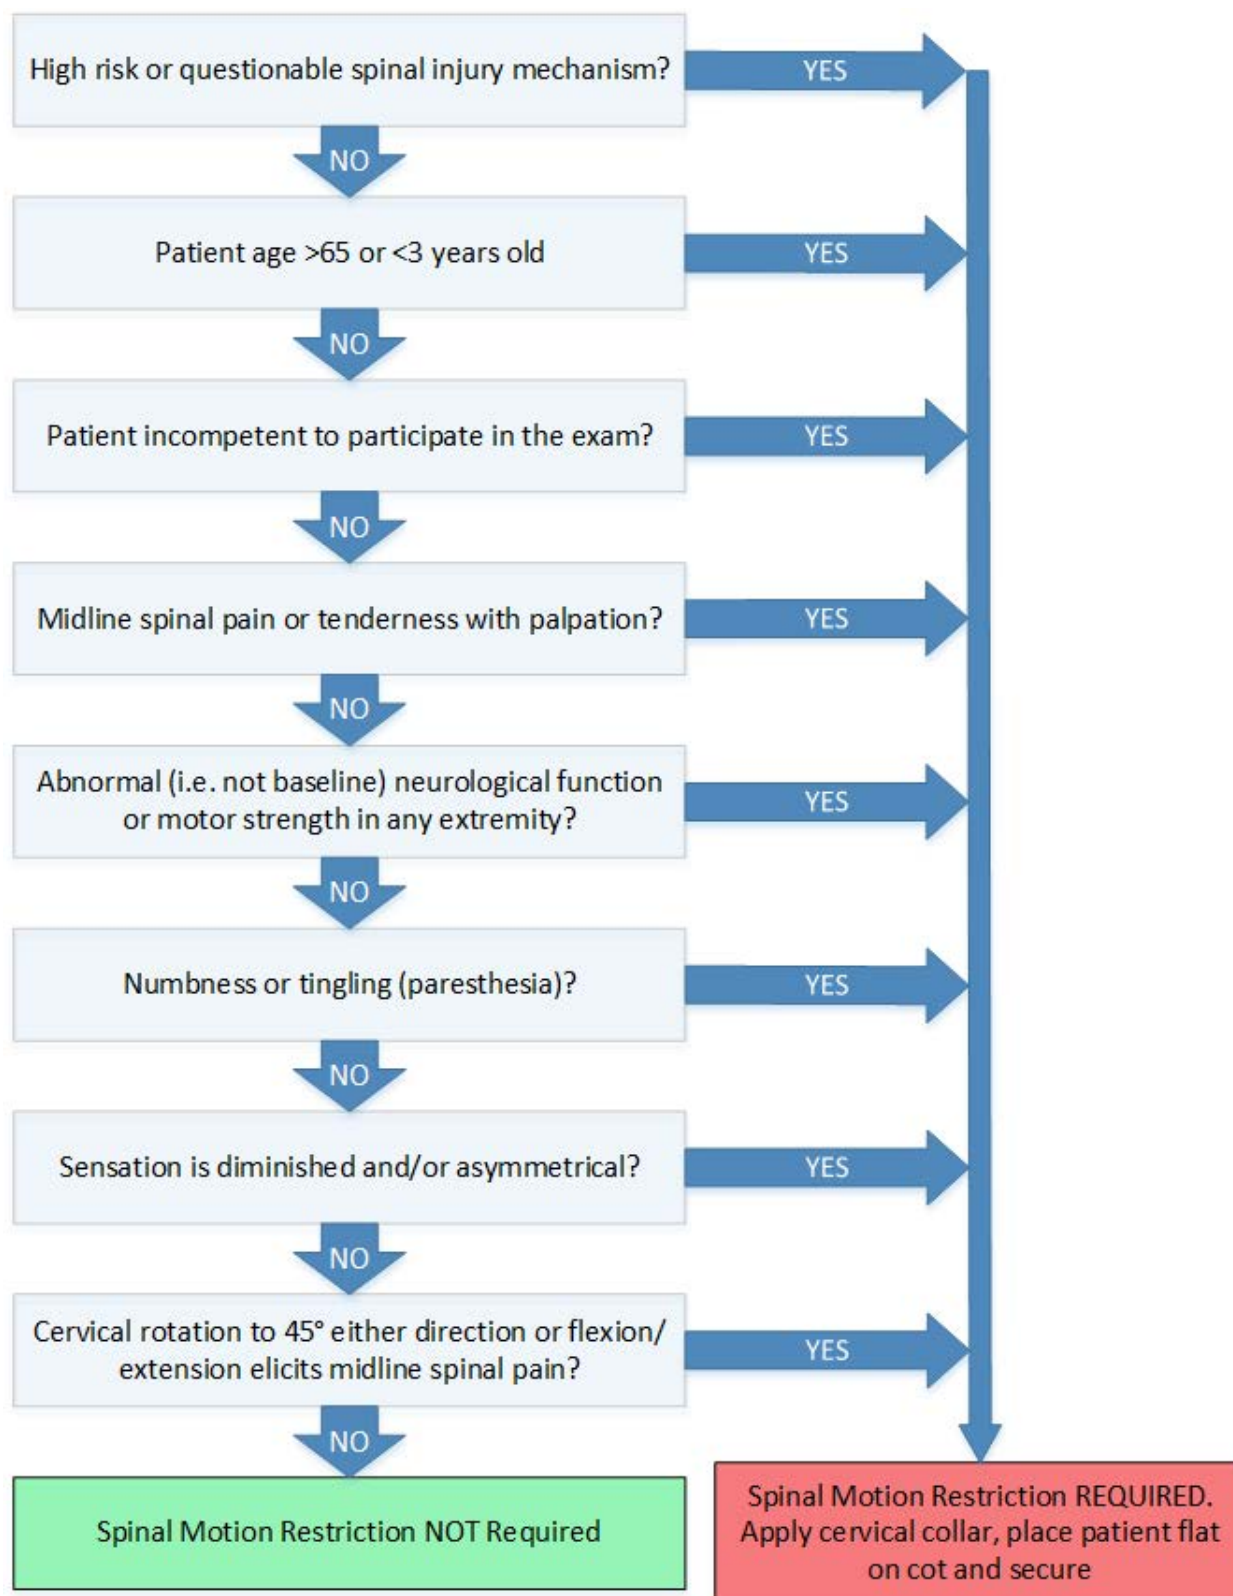 High risk or questionable spinal injury mechanism?
YES
NO
Patient age >65 or <3 years old
YES
NO
Patient incompetent to participate in the exam?
YES
NO
Midline spinal pain or tenderness with palpation?
YES
NO
Abnormal (i.e. not baseline) neurological function
or motor strength in any extremity?
YES
NO
Numbness or tingling (paresthesia)?
YES
NO
Sensation is diminished and/or asymmetrical?
YES
NO
Cervical rotation to 45° either direction or flexion/
extension elicits midline spinal pain?
YES
NO
Spinal Motion Restriction NOT Required
Spinal Motion Restriction REQUIRED.
Apply cervical collar, place patient flat
on cot and secure